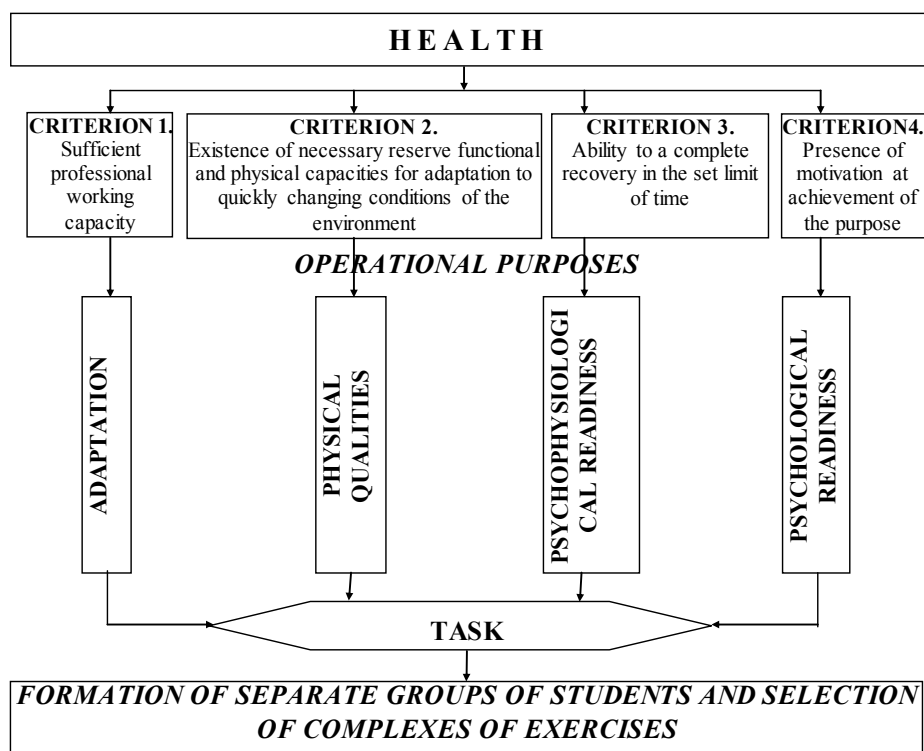 HEALTH
CRITERION 1.
Sufficient
professional
working
capacity
CRITERION 2.
Existence of necessary reserve functional
and physical capacities for adaptation to
quickly changing conditions of the
environment
CRITERION 3.
Ability to a complete
recovery in the set limit
of time
CRITERION4.
Presence of
motivation at
achievement of
the purpose
OPERATIONAL PURPOSES
ADAPTATION
PHYSICAL
QUALITIES
PSYCHOPHYSIOLOGI
CAL READINESS
PSYCHOLOGICAL
READINESS
TASK
FORMATION OF SEPARATE GROUPS OF STUDENTS AND SELECTION
OF COMPLEXES OF EXERCISES